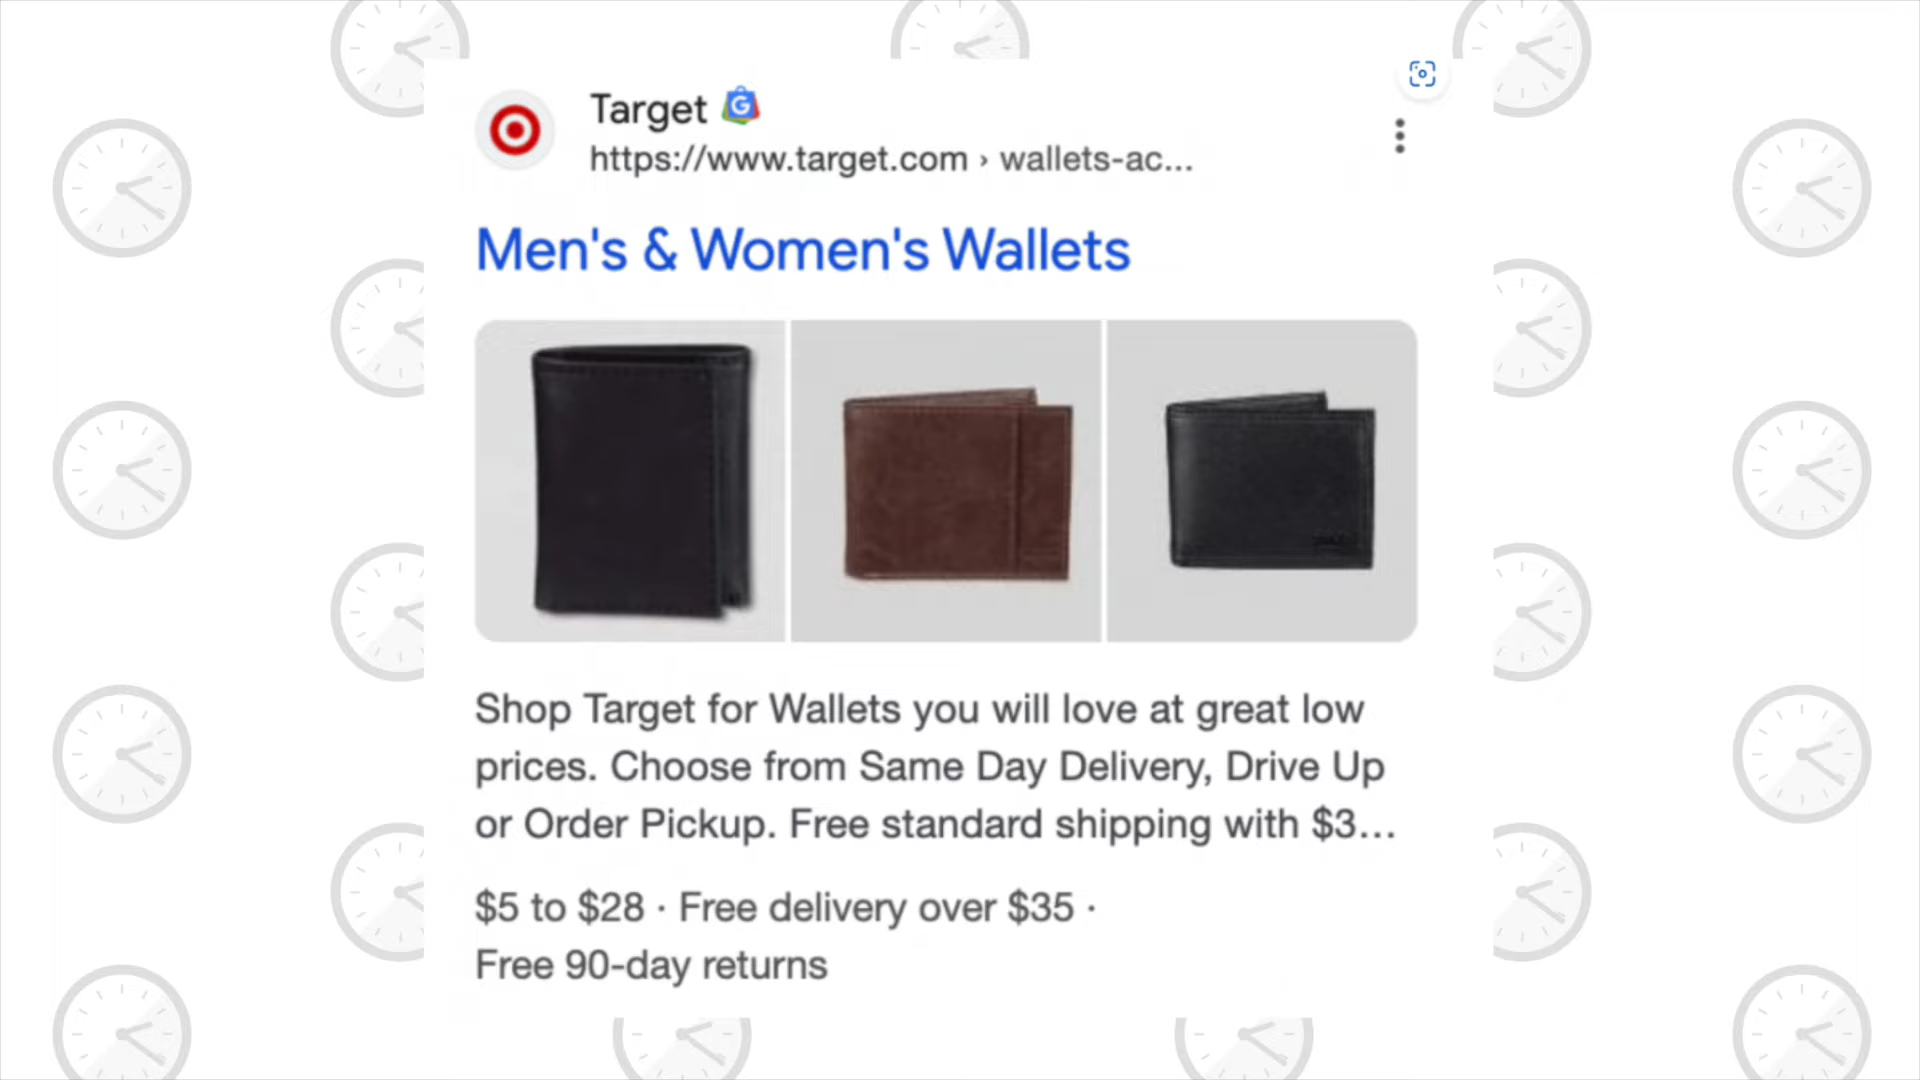 Target
https://www.target.com › wallets-ac...
Men's & Women's Wallets
Shop Target for Wallets you will love at great low
prices. Choose from Same Day Delivery, Drive Up
or Order Pickup. Free standard shipping with $3...
$5 to $28 · Free delivery over $35 ·
Free 90-day returns